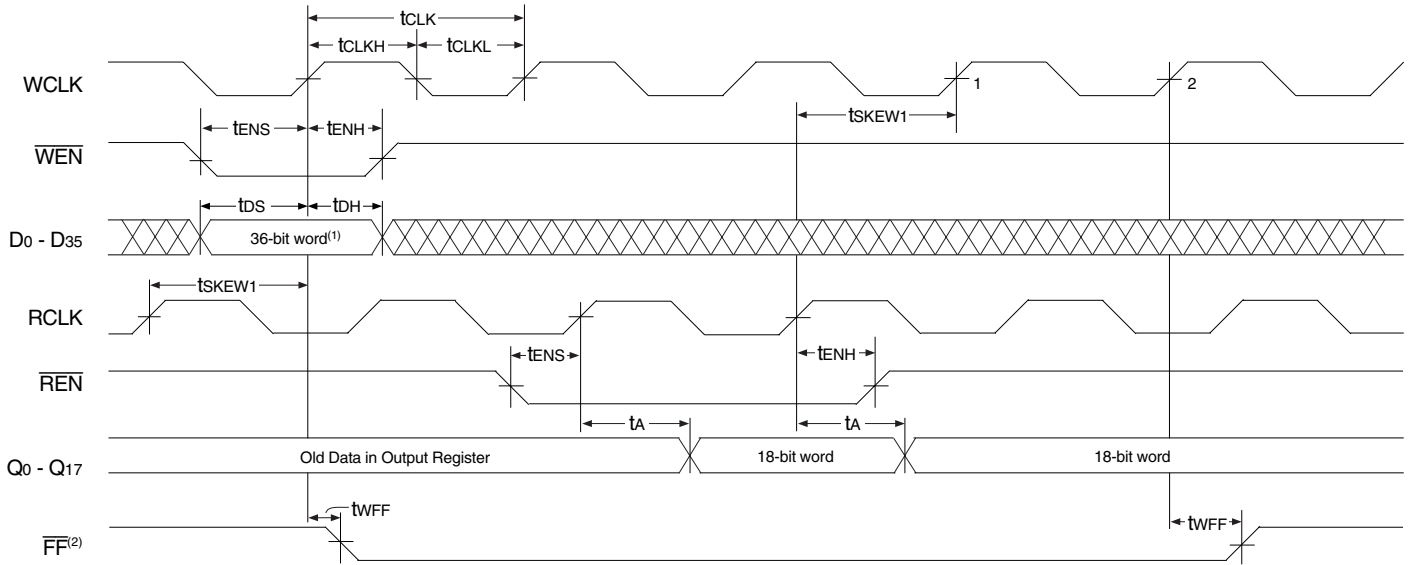 tCLK
tCLKH tCLKL
WCLK 1 2
tENS tENH tSKEW1
WEN
tDS tDH
D0 - D35 36-bit word(1)
tSKEW1
RCLK
tENS tENH
REN
tA tA
Q0 - Q17 Old Data in Output Register 18-bit word 18-bit word
tWFF tWFF
FF(2)